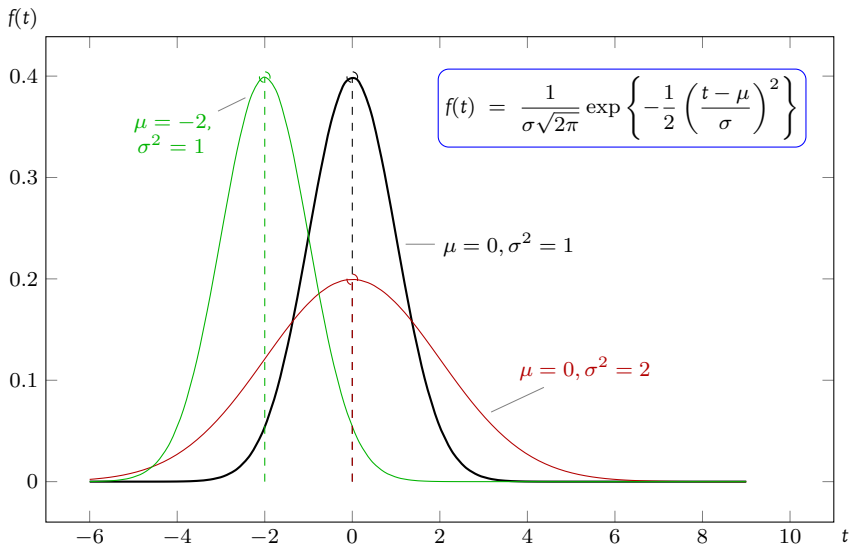 f(t)
0.4
0.3
0.2
0.1
0
−6 −4 −2 0 2 4 6 8 10 t
μ = −2,
σ² = 1
f(t) = 1/(σ√2π) exp{−1/2 ((t − μ)/σ)²}
μ = 0, σ² = 1
μ = 0, σ² = 2